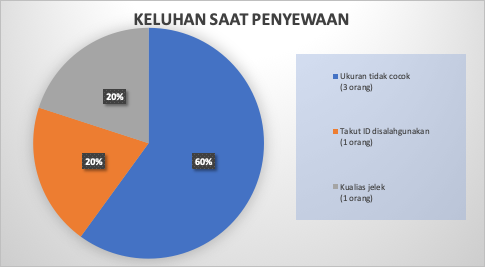 KELUHAN SAAT PENYEWAAN
20%
20%
60%
Ukuran tidak cocok
(3 orang)
Takut ID disalahgunakan
(1 orang)
Kualias jelek
(1 orang)